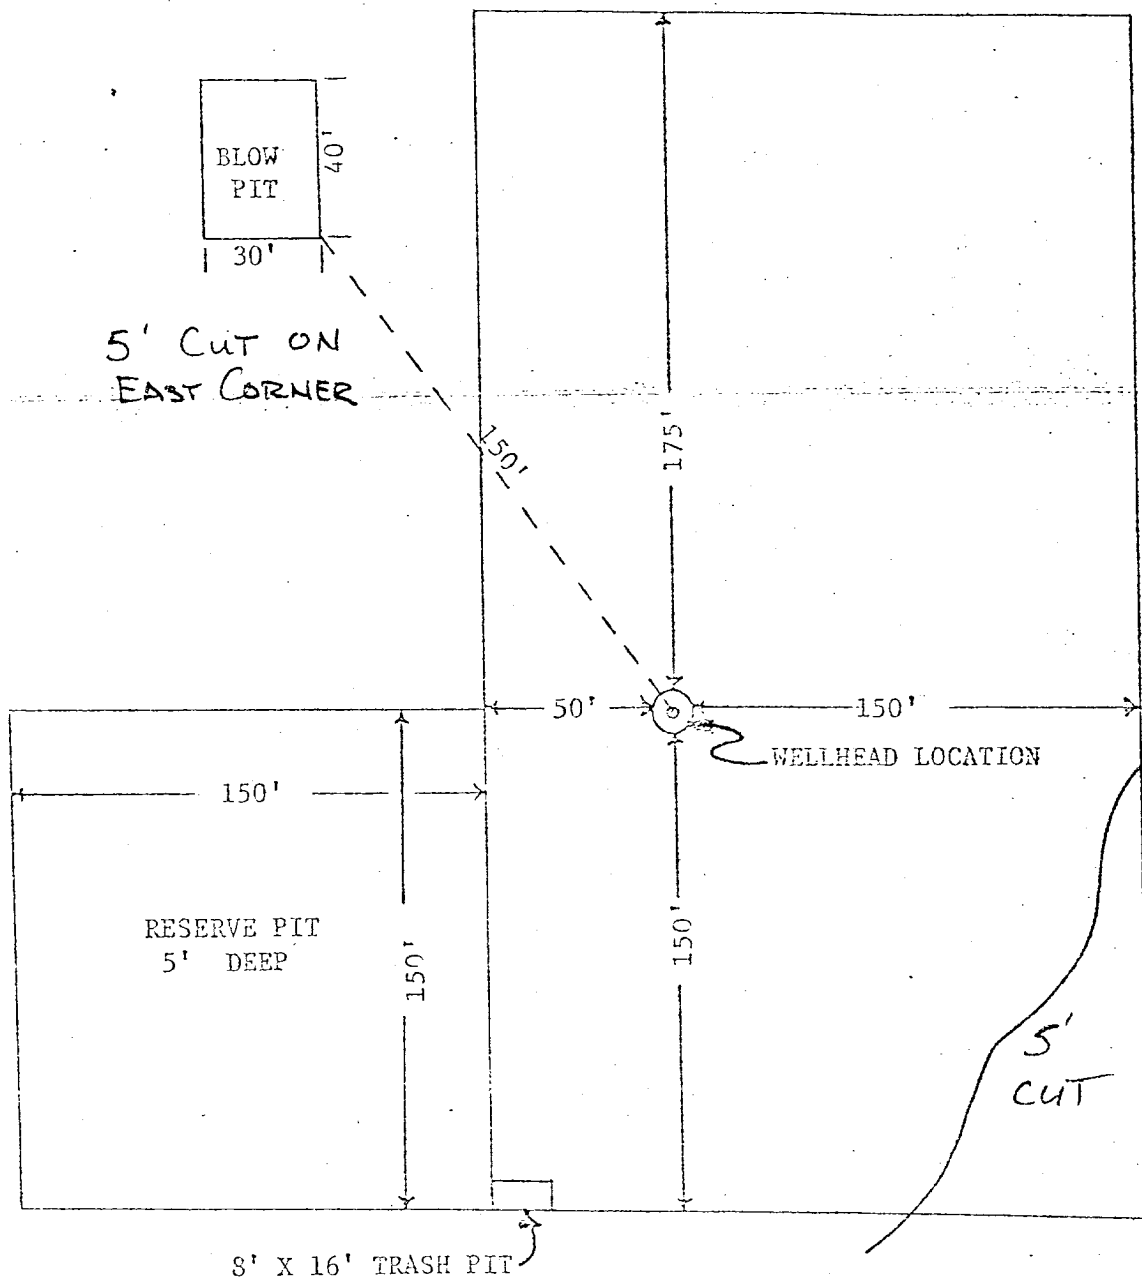 BLOW
PIT
40'
30'
5' CUT ON
EAST CORNER
150'
175'
50'
150'
WELLHEAD LOCATION
150'
RESERVE PIT
5' DEEP
150'
150'
5'
CUT
8' X 16' TRASH PIT